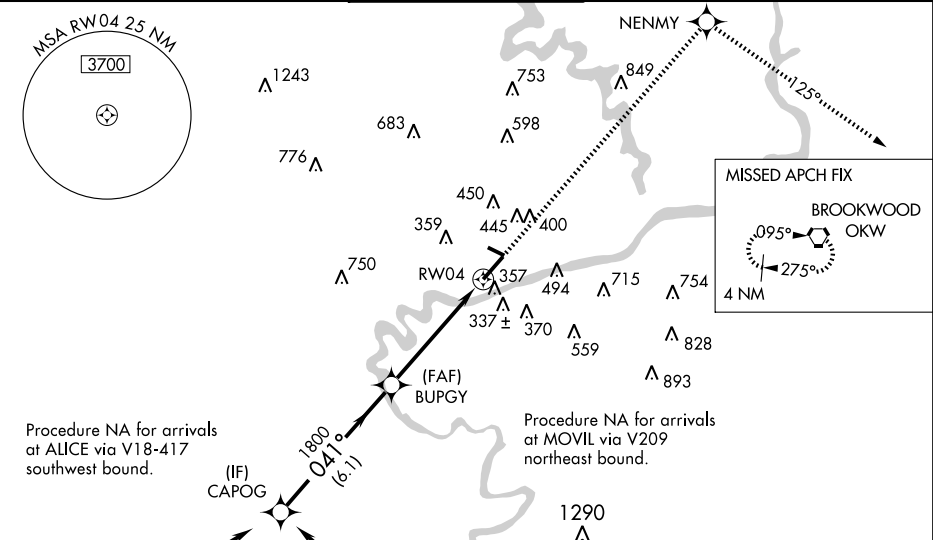 MSA RW04 25 NM
3700
NENMY
125°
1243
753
849
683
598
776
450
445
400
359
750
RW04
357
494
715
754
337 ±
370
559
828
893
MISSED APCH FIX
BROOKWOOD
OKW
095°
275°
4 NM
(FAF)
BUPGY
Procedure NA for arrivals
at ALICE via V18-417
southwest bound.
Procedure NA for arrivals
at MOVIL via V209
northeast bound.
1800
041°
(6.1)
(IF)
CAPOG
1290